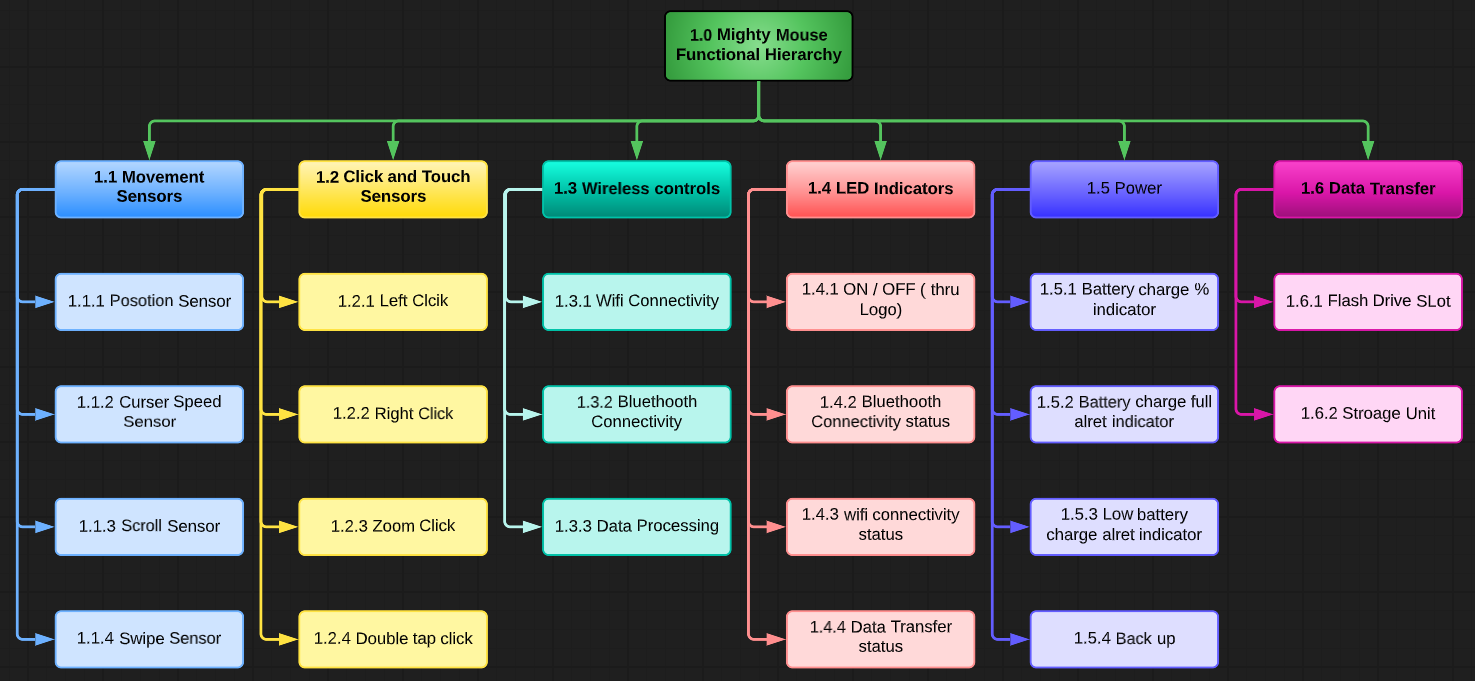 1.0 Mighty Mouse
Functional Hierarchy
1.1 Movement
Sensors
1.2 Click and Touch
Sensors
1.3 Wireless controls
1.4 LED Indicators
1.5 Power
1.6 Data Transfer
1.1.1 Posotion Sensor
1.2.1 Left Clcik
1.3.1 Wifi Connectivity
1.4.1 ON / OFF ( thru
Logo)
1.5.1 Battery charge %
indicator
1.6.1 Flash Drive SLot
1.1.2 Curser Speed
Sensor
1.2.2 Right Click
1.3.2 Bluethooth
Connectivity
1.4.2 Bluethooth
Connectivity status
1.5.2 Battery charge full
alret indicator
1.6.2 Stroage Unit
1.1.3 Scroll Sensor
1.2.3 Zoom Click
1.3.3 Data Processing
1.4.3 wifi connectivity
status
1.5.3 Low battery
charge alret indicator
1.1.4 Swipe Sensor
1.2.4 Double tap click
1.4.4 Data Transfer
status
1.5.4 Back up